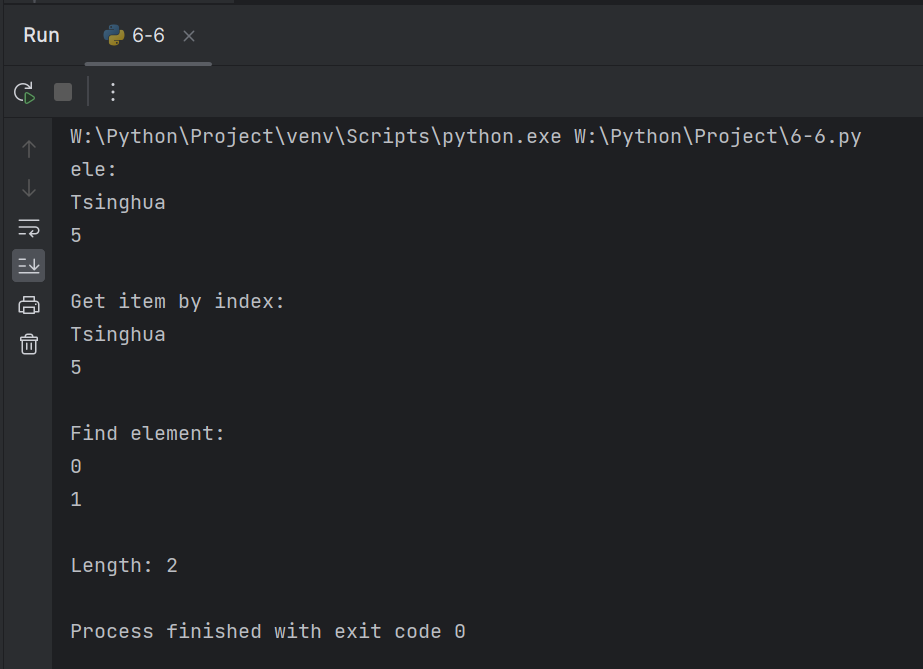 Run
6-6
W:\Python\Project\venv\Scripts\python.exe W:\Python\Project\6-6.py
ele:
Tsinghua
5
Get item by index:
Tsinghua
5
Find element:
0
1
Length: 2
Process finished with exit code 0